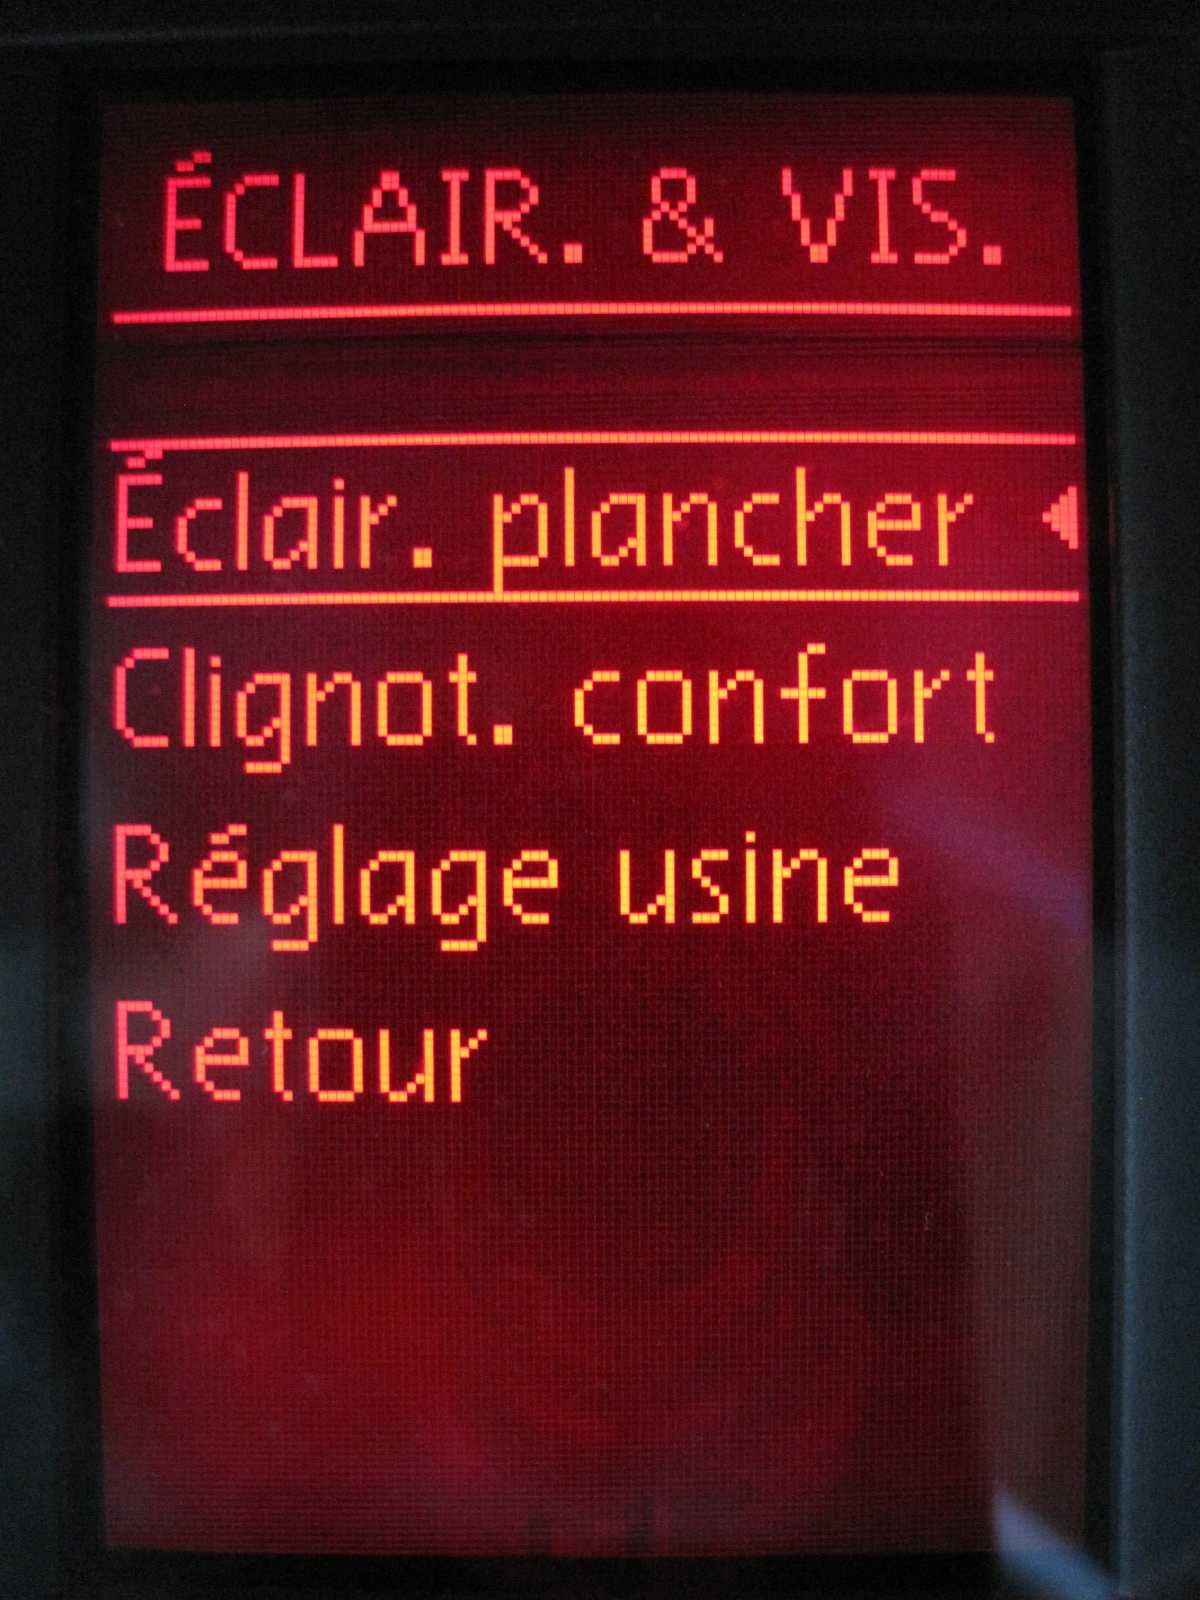 ÉCLAIR. & VIS.
Éclair. plancher
Clignot. confort
Réglage usine
Retour